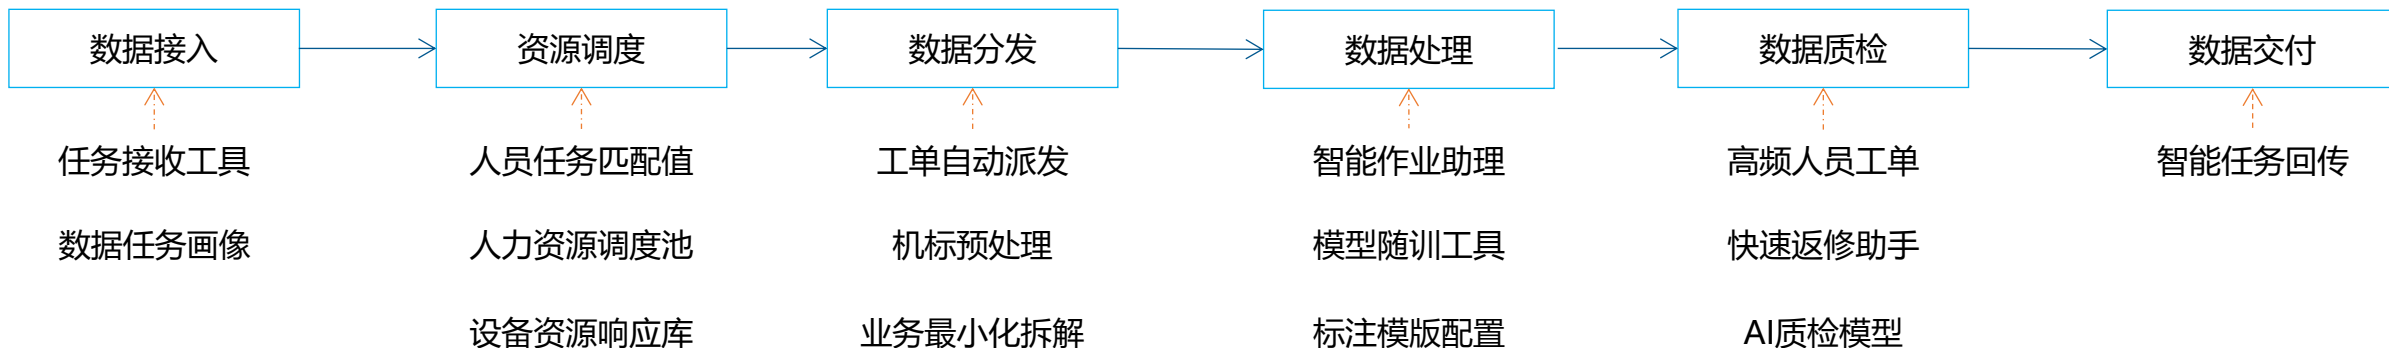 数据接入
资源调度
数据分发
数据处理
数据质检
数据交付
任务接收工具
人员任务匹配值
工单自动派发
智能作业助理
高频人员工单
智能任务回传
数据任务画像
人力资源调度池
机标预处理
模型随训工具
快速返修助手
设备资源响应库
业务最小化拆解
标注模版配置
AI质检模型